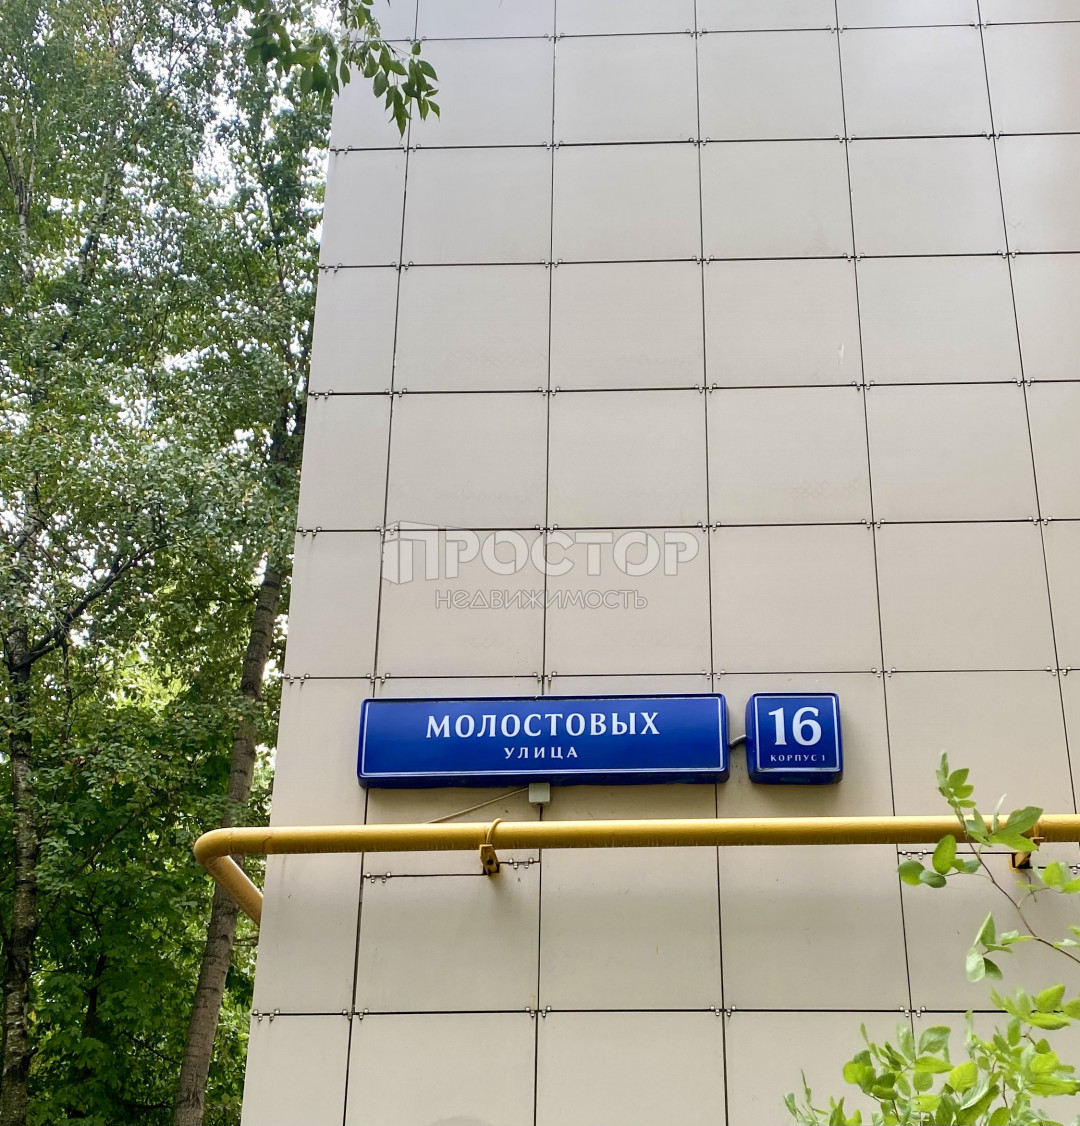 ПРОСТОР
НЕДВИЖИМОСТЬ
МОЛОСТОВЫХ
УЛИЦА
16
КОРПУС 1